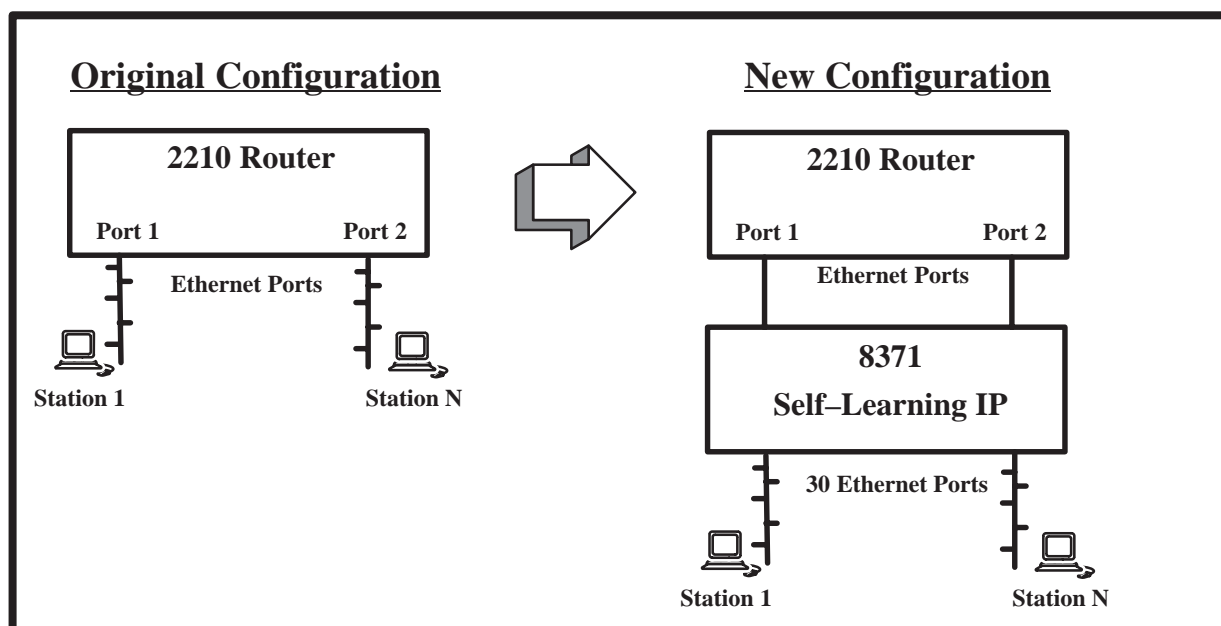 Original Configuration
2210 Router
Port 1
Port 2
Ethernet Ports
Station 1
Station N
New Configuration
2210 Router
Port 1
Port 2
Ethernet Ports
8371
Self–Learning IP
30 Ethernet Ports
Station 1
Station N